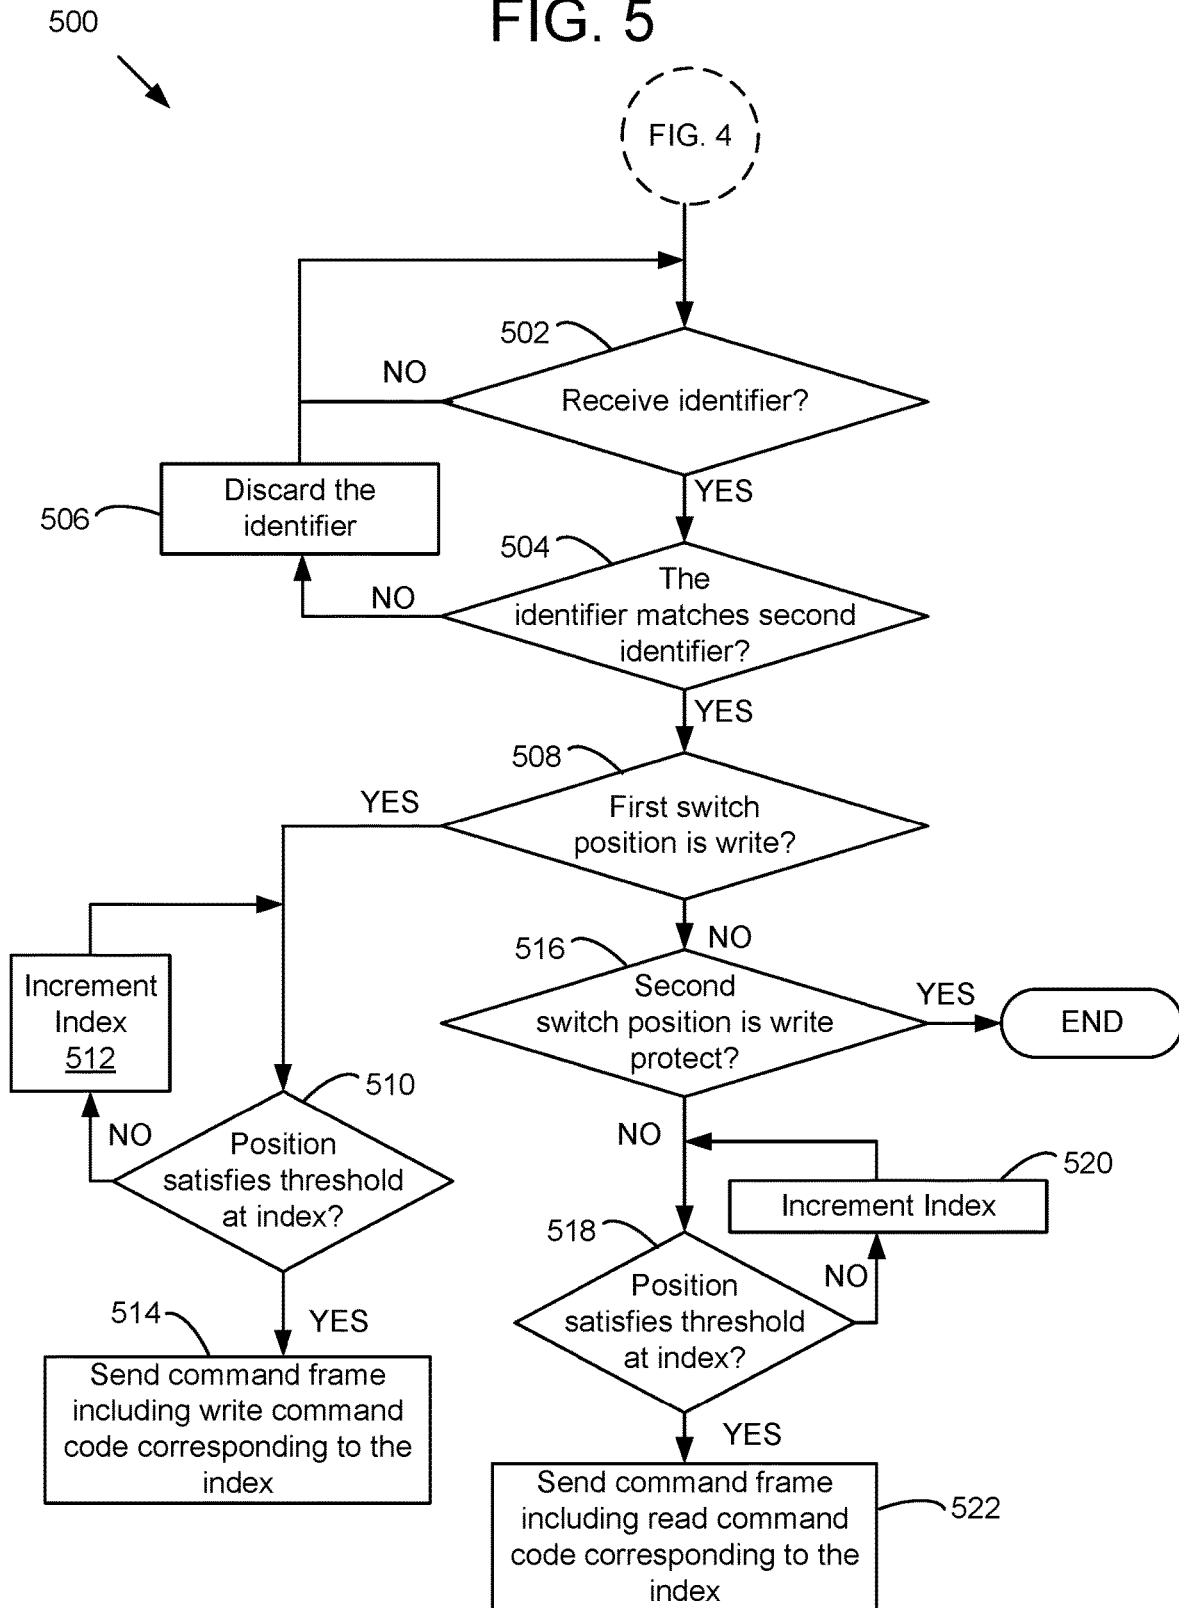 500
FIG. 5
FIG. 4
502
NO
Receive identifier?
YES
506
Discard the
identifier
504
NO
The
identifier matches second
identifier?
YES
508
YES
First switch
position is write?
NO
516
Second
switch position is write
protect?
YES
END
Increment
Index
512
510
NO
Position
satisfies threshold
at index?
NO
520
Increment Index
518
NO
Position
satisfies threshold
at index?
514
YES
Send command frame
including write command
code corresponding to the
index
YES
Send command frame
including read command
code corresponding to the
index
522